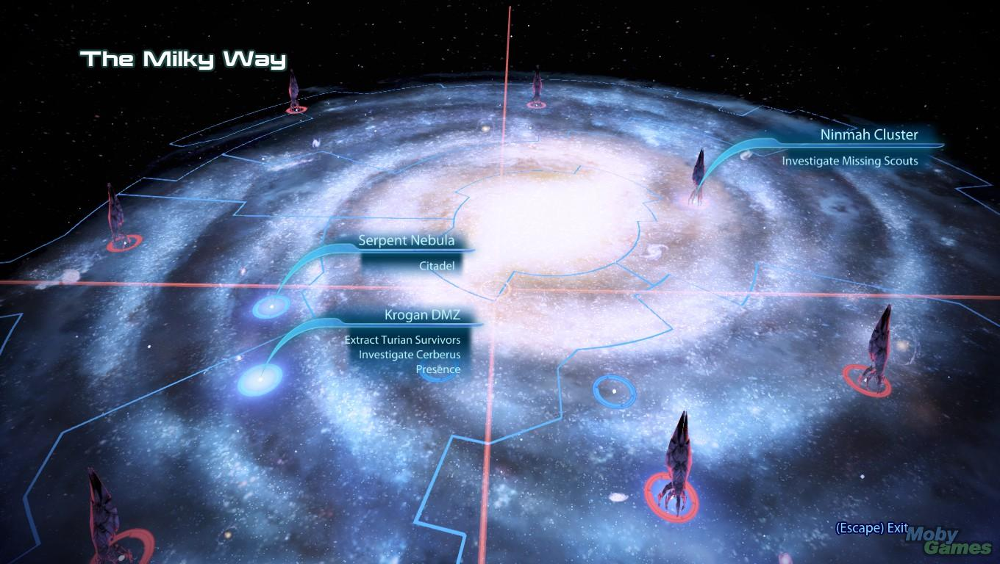 The Milky Way
Ninmah Cluster
Investigate Missing Scouts
Serpent Nebula
Citadel
Krogan DMZ
Extract Turian Survivors
Investigate Cerberus
Presence
(Escape) Exit
Moby
Games